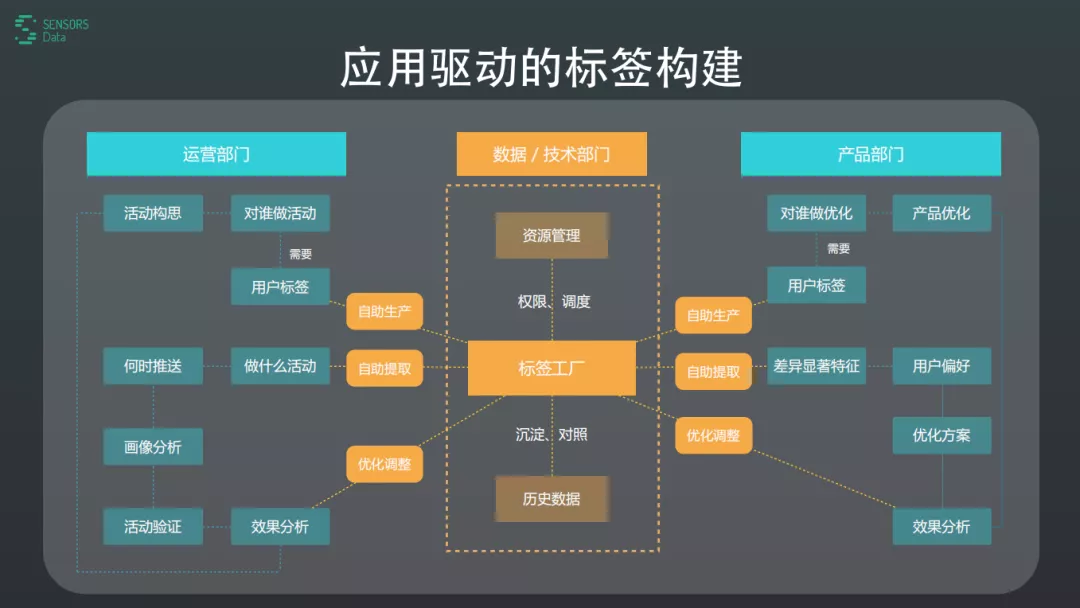 SENSORS
Data
应用驱动的标签构建
运营部门
数据 / 技术部门
产品部门
活动构思
对谁做活动
需要
用户标签
自助生产
何时推送
做什么活动
自助提取
画像分析
优化调整
活动验证
效果分析
资源管理
权限、调度
标签工厂
沉淀、对照
历史数据
对谁做优化
产品优化
需要
用户标签
自助生产
自助提取
差异显著特征
用户偏好
优化调整
优化方案
效果分析